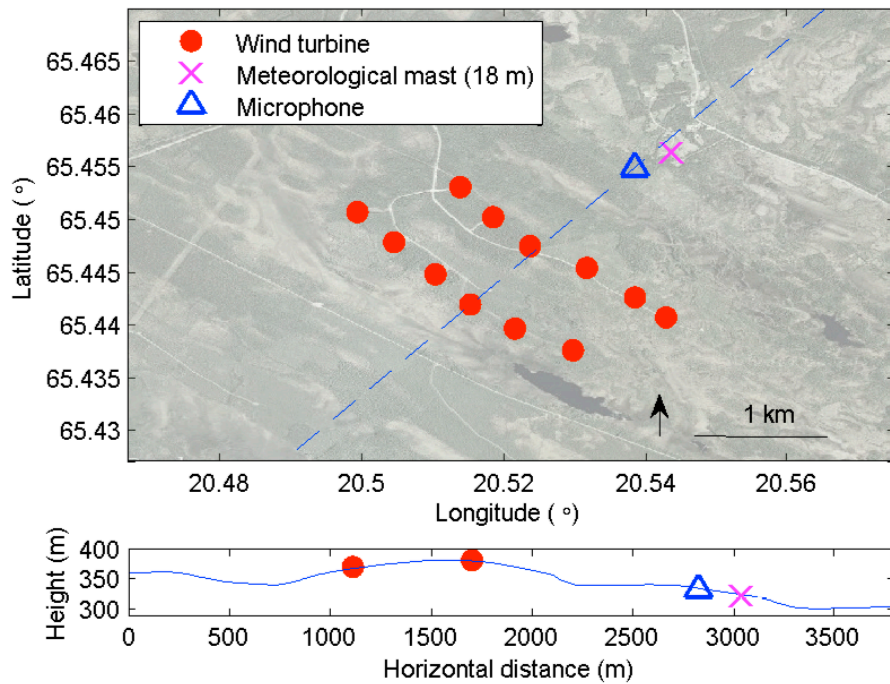 Wind turbine
Meteorological mast (18 m)
Microphone
65.465
65.46
65.455
65.45
65.445
65.44
65.435
65.43
Latitude ( °)
1 km
20.48 20.5 20.52 20.54 20.56
Longitude ( °)
400
350
300
Height (m)
0 500 1000 1500 2000 2500 3000 3500
Horizontal distance (m)